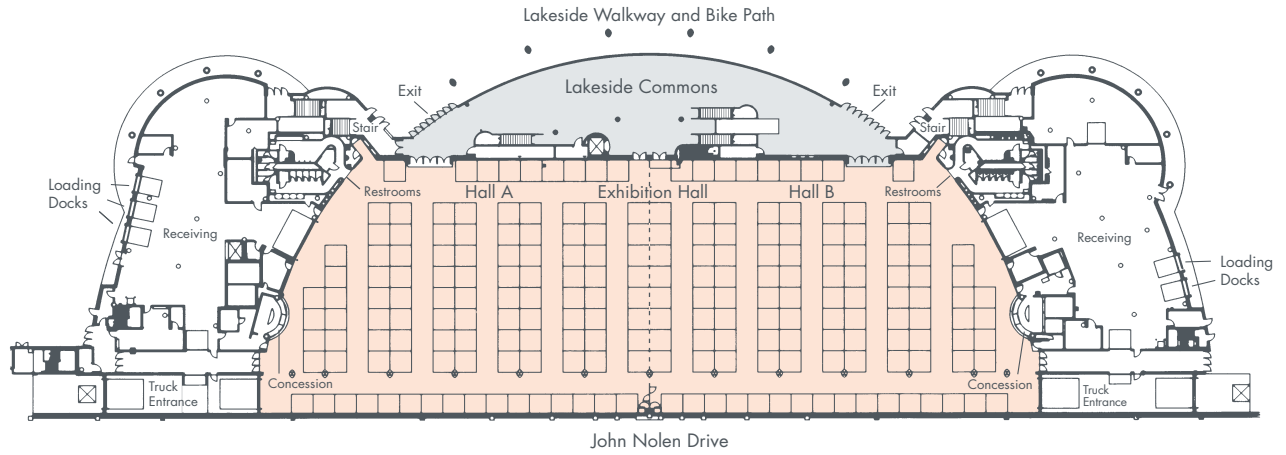 Lakeside Walkway and Bike Path
Lakeside Commons
Exit
Exit
Stair
Stair
Restrooms
Hall A
Exhibition Hall
Hall B
Restrooms
Loading
Docks
Receiving
Receiving
Loading
Docks
Concession
Concession
Truck
Entrance
Truck
Entrance
John Nolen Drive